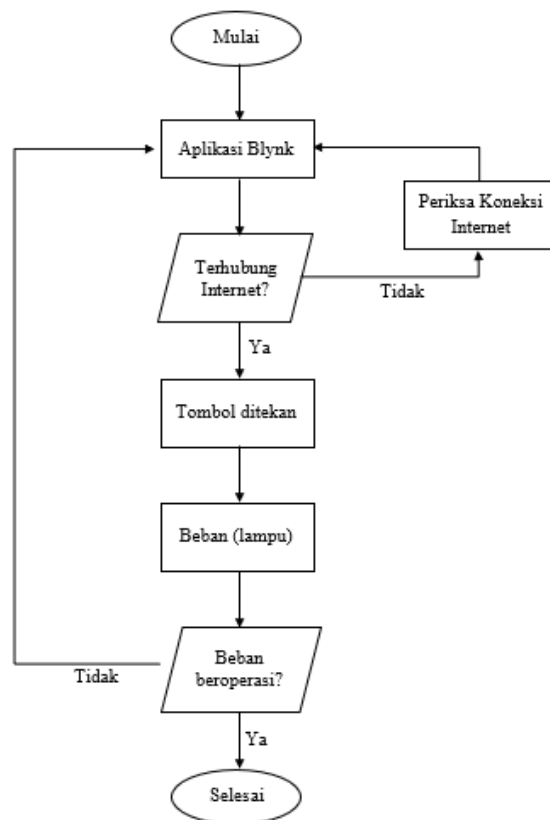 Mulai
Aplikasi Blynk
Periksa Koneksi
Internet
Terhubung
Internet?
Tidak
Ya
Tombol ditekan
Beban (lampu)
Beban
beroperasi?
Tidak
Ya
Selesai